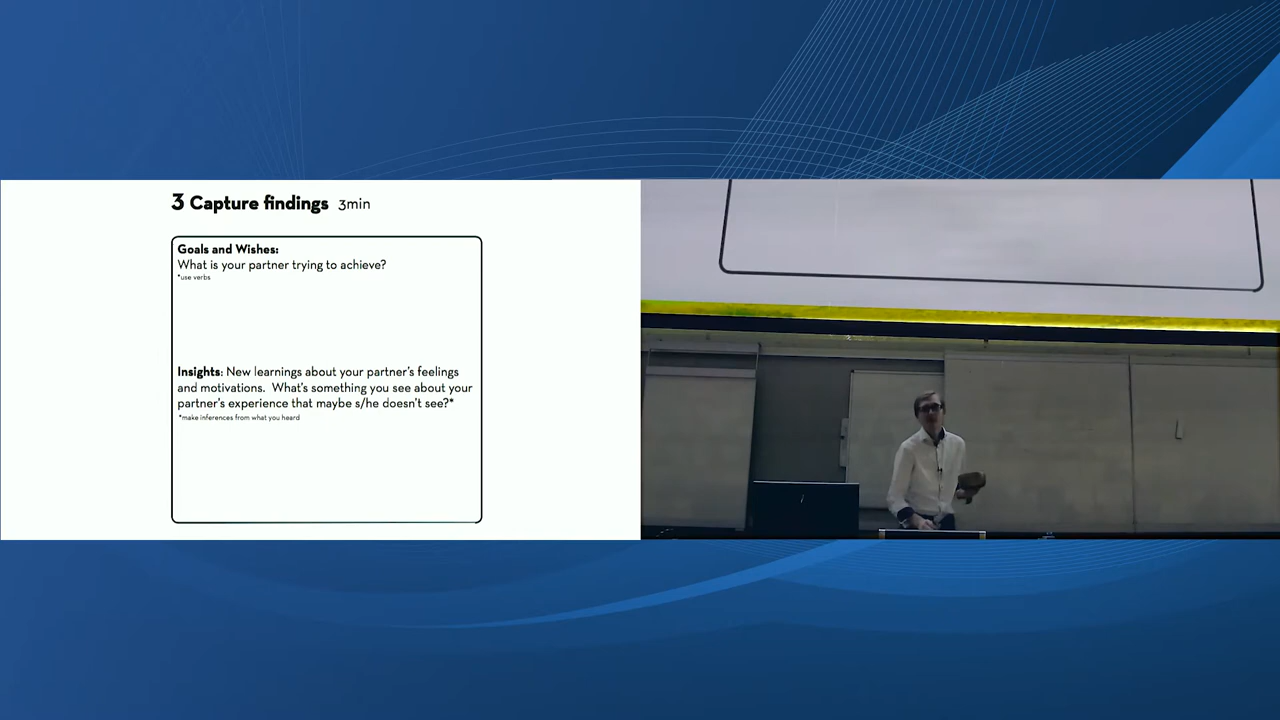 3 Capture findings 3min
Goals and Wishes:
What is your partner trying to achieve?
*use verbs
Insights: New learnings about your partner's feelings
and motivations. What's something you see about your
partner's experience that maybe s/he doesn't see?*
*make inferences from what you heard